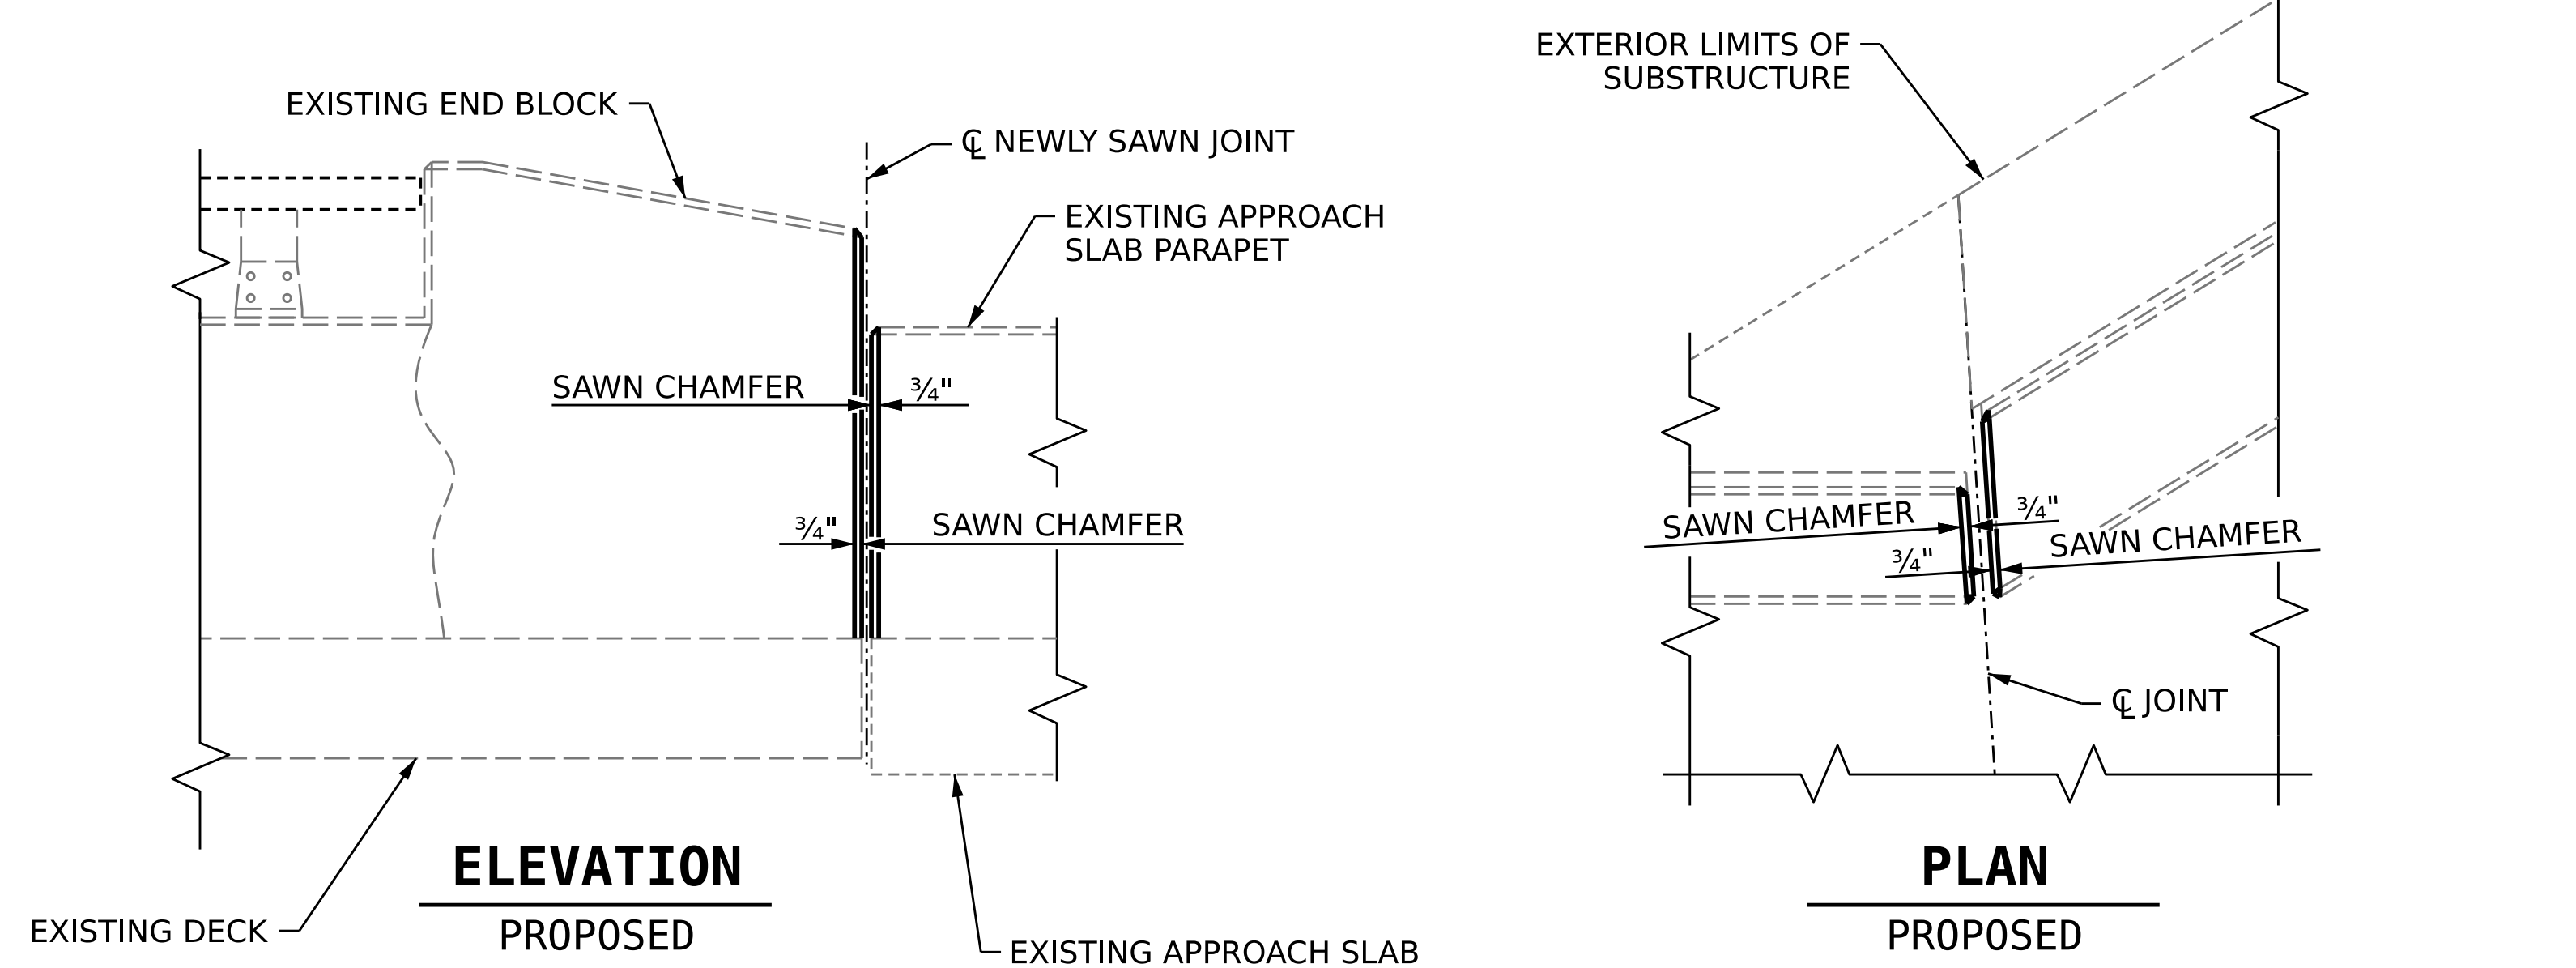 EXISTING END BLOCK
℄ NEWLY SAWN JOINT
EXISTING APPROACH
SLAB PARAPET
SAWN CHAMFER
¾"
¾"
SAWN CHAMFER
EXISTING DECK
ELEVATION
PROPOSED
EXISTING APPROACH SLAB
EXTERIOR LIMITS OF
SUBSTRUCTURE
SAWN CHAMFER
¾"
¾"
SAWN CHAMFER
℄ JOINT
PLAN
PROPOSED